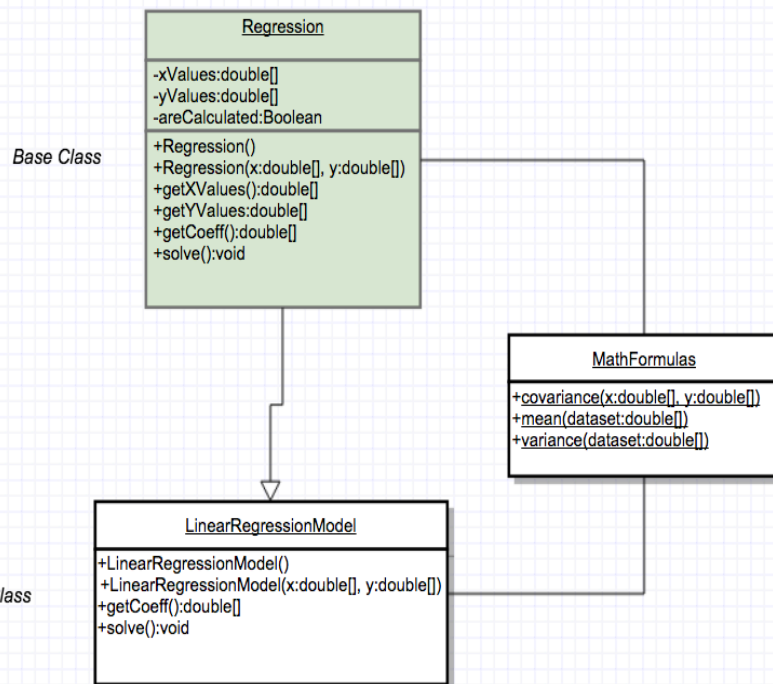 Regression
-xValues:double[]
-yValues:double[]
-areCalculated:Boolean
Base Class
+Regression()
+Regression(x:double[], y:double[])
+getXValues():double[]
+getYValues:double[]
+getCoeff():double[]
+solve():void
MathFormulas
+covariance(x:double[], y:double[])
+mean(dataset:double[])
+variance(dataset:double[])
LinearRegressionModel
+LinearRegressionModel()
+LinearRegressionModel(x:double[], y:double[])
lass
+getCoeff():double[]
+solve():void